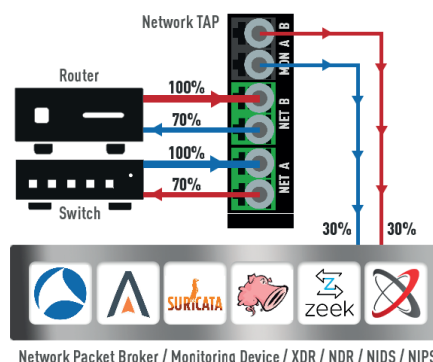 Network TAP
MON A B
Router
100%
70%
NET B
100%
70%
NET A
Switch
30%
30%
SURICATA
zeek
Network Packet Broker / Monitoring Device / XDR / NDR / NIDS / NIPS